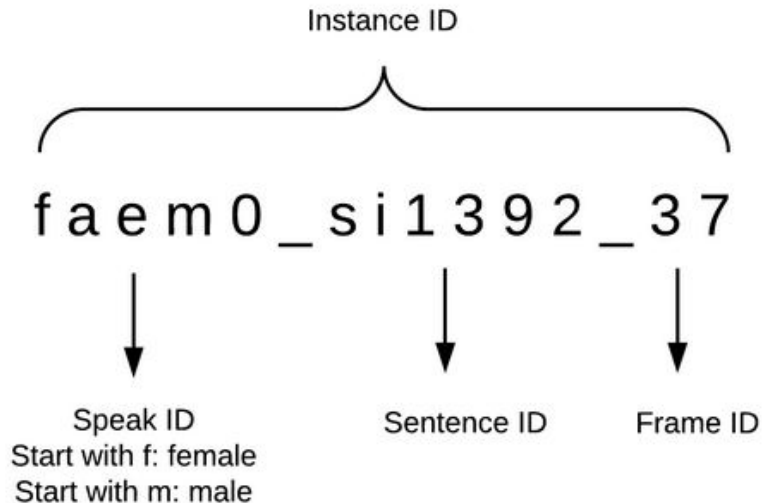 Instance ID
faem0_si1392_37
Speak ID
Start with f: female
Start with m: male
Sentence ID
Frame ID